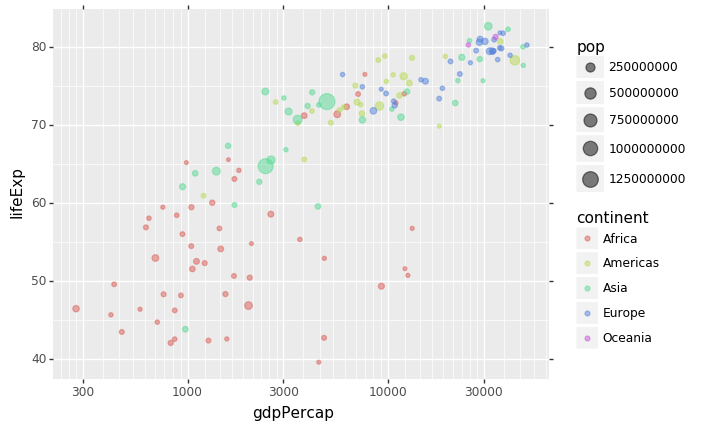 80
70
60
50
40
lifeExp
300
1000
3000
10000
30000
gdpPercap
pop
250000000
500000000
750000000
1000000000
1250000000
continent
Africa
Americas
Asia
Europe
Oceania